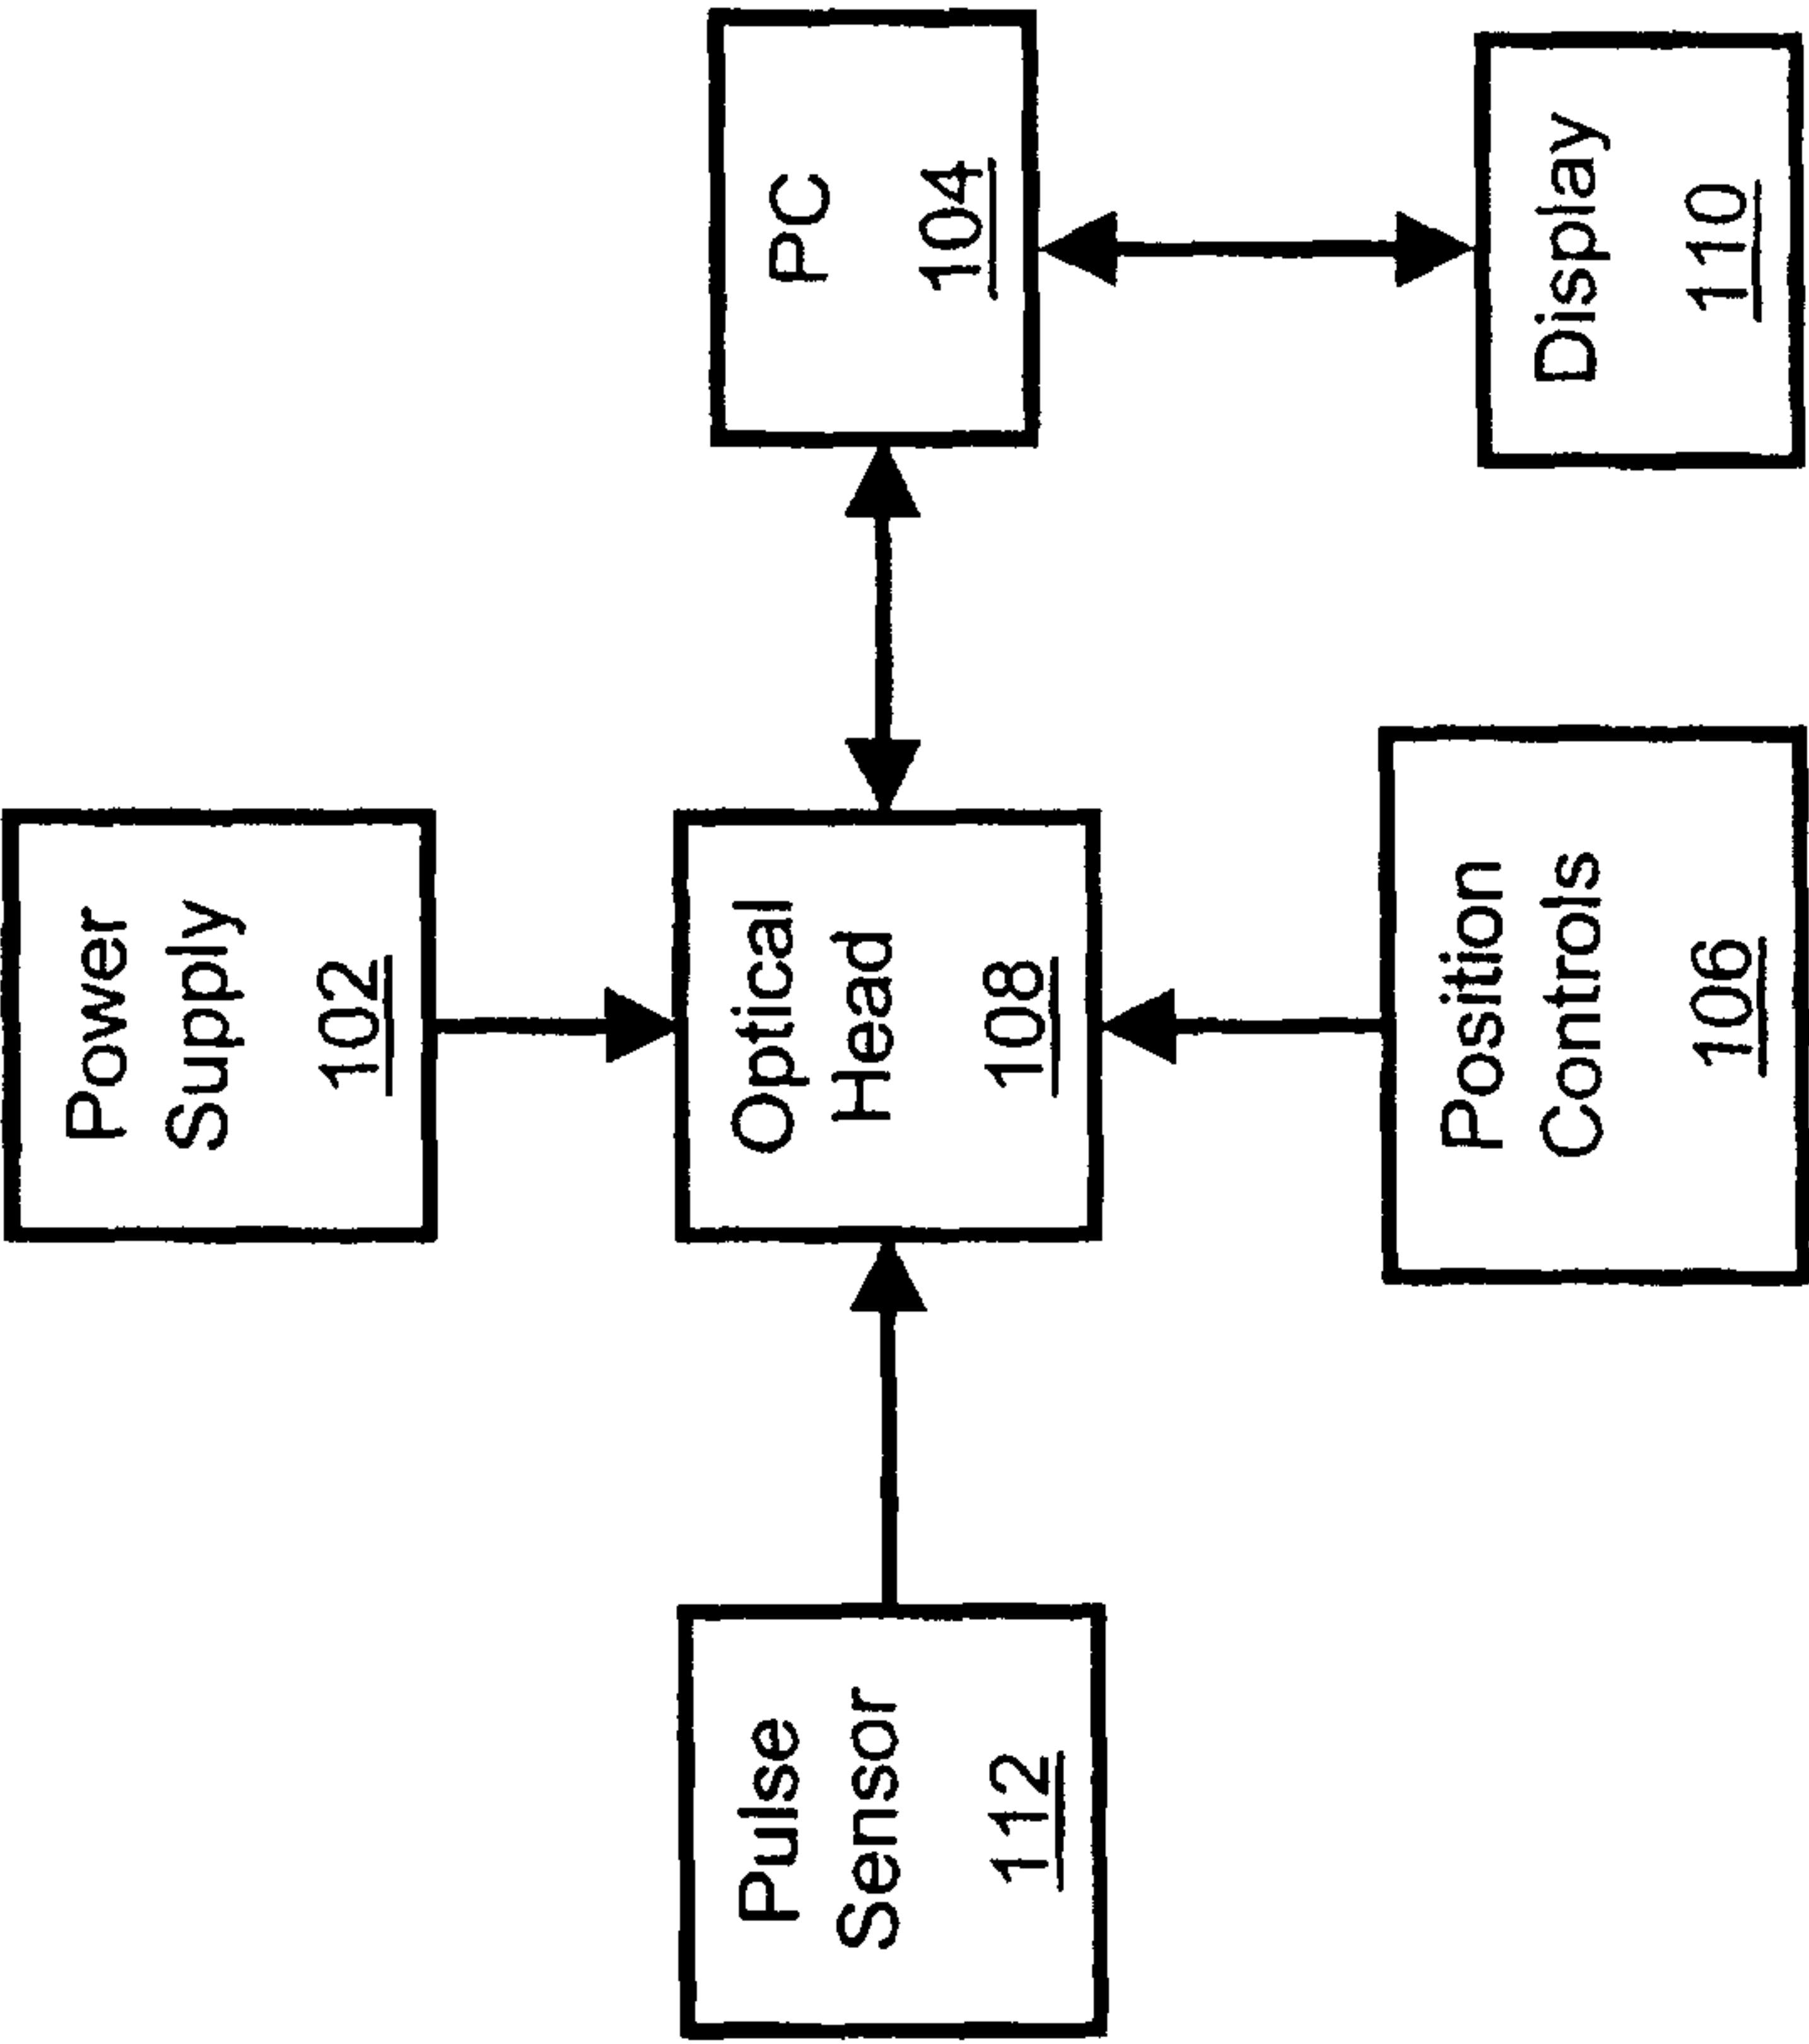 Power
Supply
102
Pulse
Sensor
112
Optical
Head
108
PC
104
Position
Controls
106
Display
110